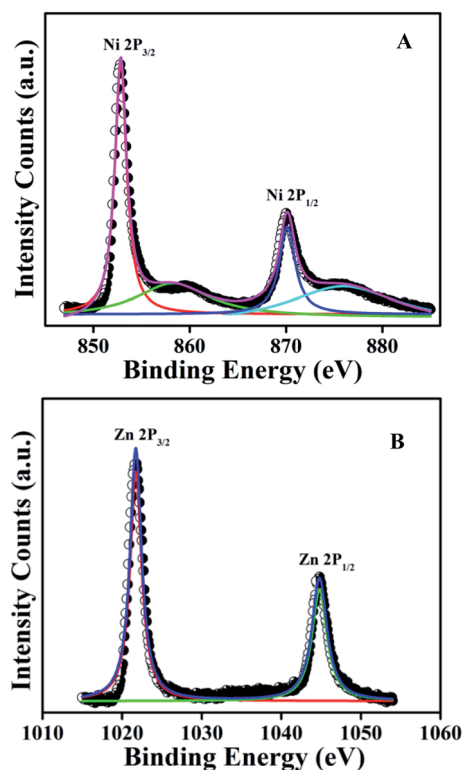 A
Ni 2P3/2
Ni 2P1/2
Intensity Counts (a.u.)
850 860 870 880
Binding Energy (eV)
B
Zn 2P3/2
Zn 2P1/2
Intensity Counts (a.u.)
1010 1020 1030 1040 1050 1060
Binding Energy (eV)